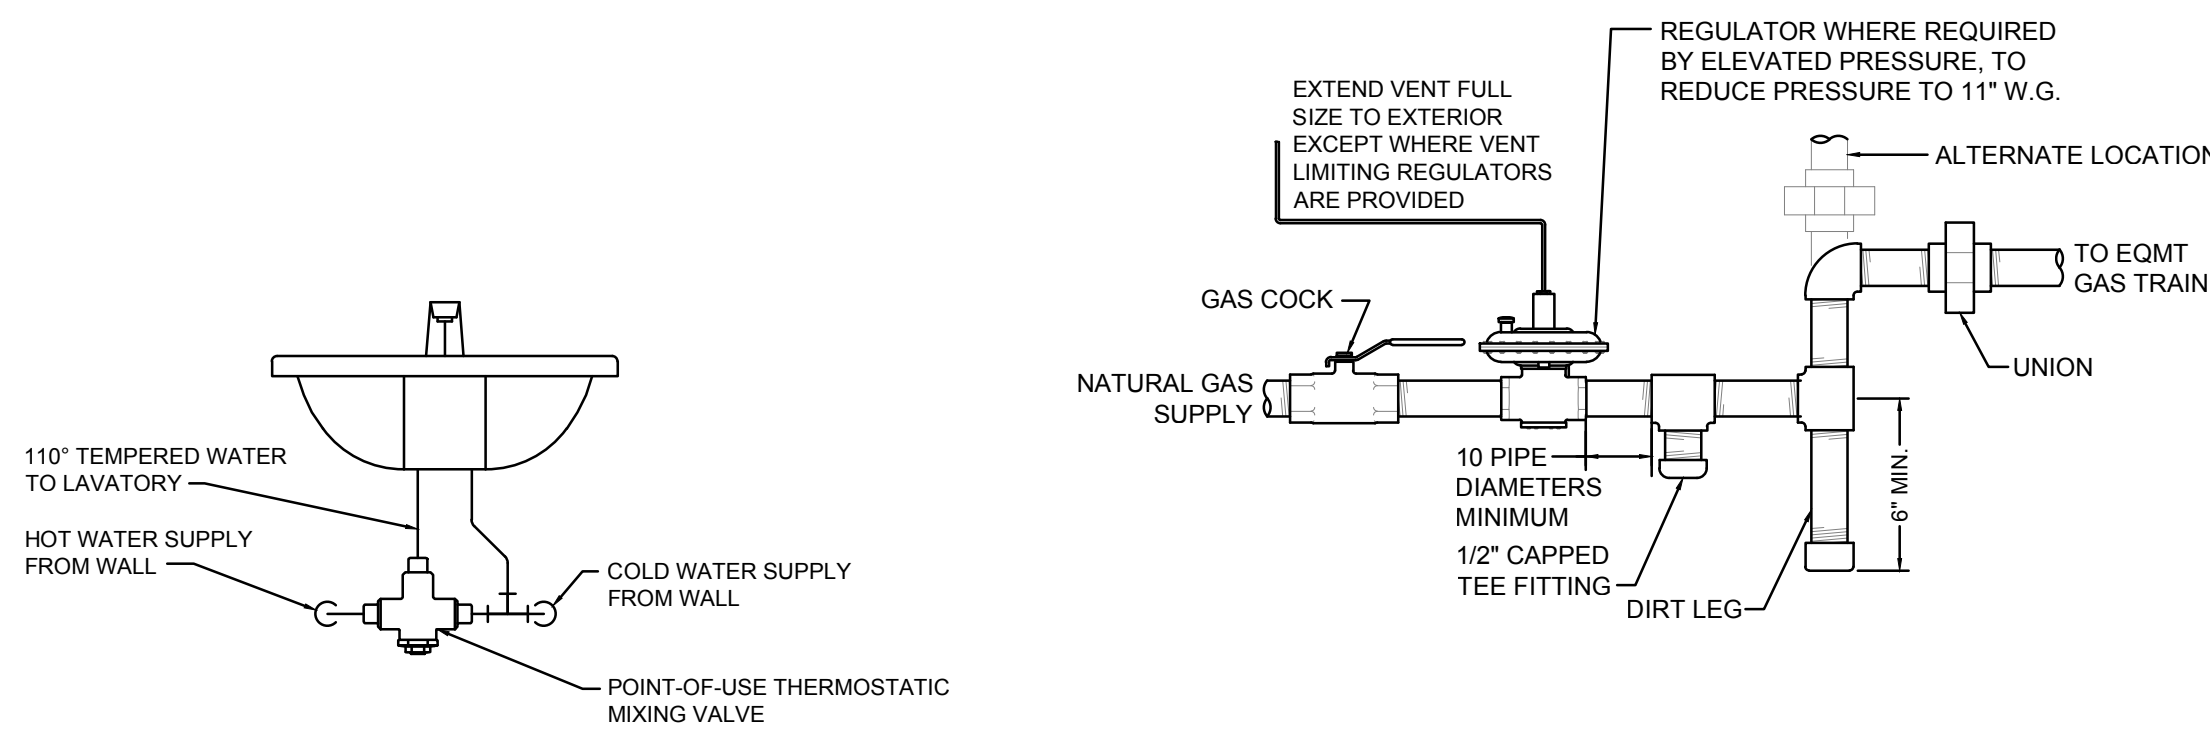 110° TEMPERED WATER
TO LAVATORY
HOT WATER SUPPLY
FROM WALL
COLD WATER SUPPLY
FROM WALL
POINT-OF-USE THERMOSTATIC
MIXING VALVE
REGULATOR WHERE REQUIRED
BY ELEVATED PRESSURE, TO
REDUCE PRESSURE TO 11" W.G.
EXTEND VENT FULL
SIZE TO EXTERIOR
EXCEPT WHERE VENT
LIMITING REGULATORS
ARE PROVIDED
ALTERNATE LOCATION
TO EQMT
GAS TRAIN
GAS COCK
UNION
NATURAL GAS
SUPPLY
10 PIPE
DIAMETERS
MINIMUM
6" MIN.
1/2" CAPPED
TEE FITTING
DIRT LEG